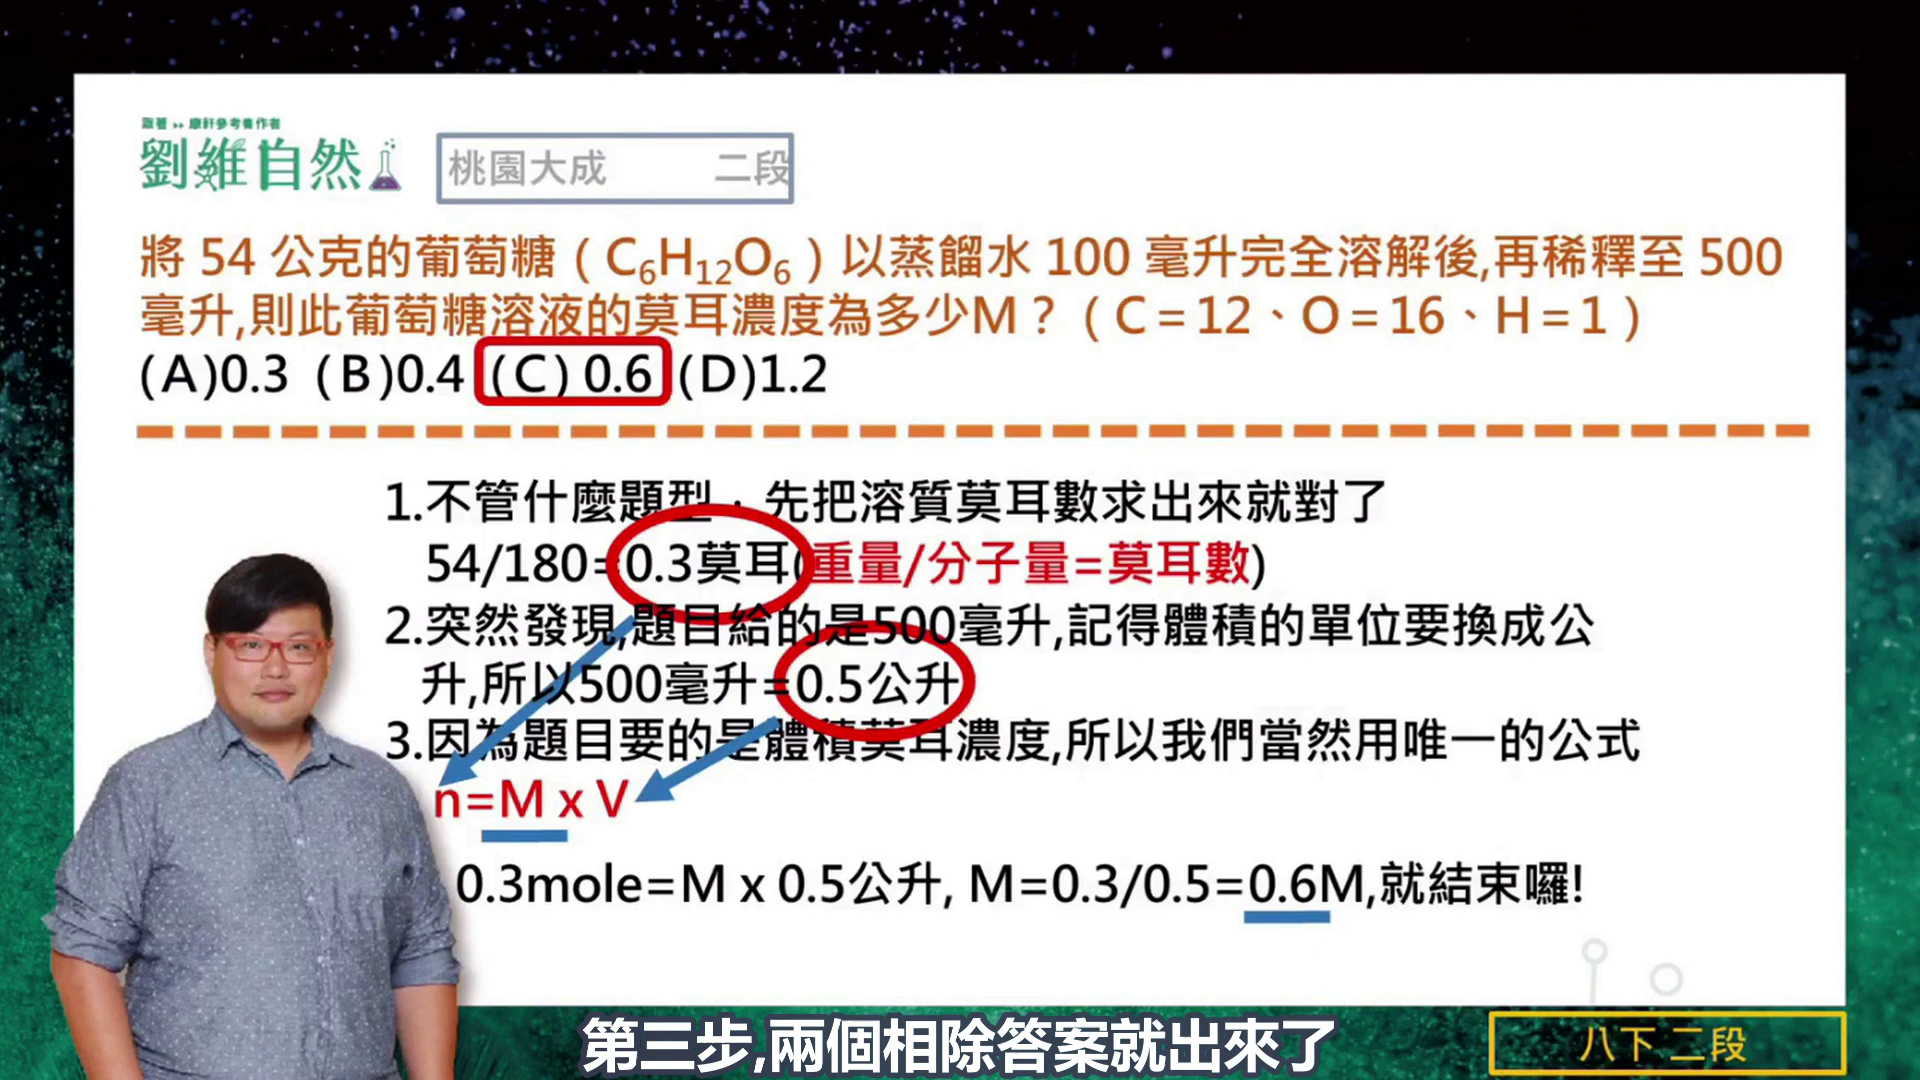 跟著 ▸▸ 康軒參考書作者
劉維自然
桃園大成 二段
將 54 公克的葡萄糖（C₆H₁₂O₆）以蒸餾水 100 毫升完全溶解後,再稀釋至 500
毫升,則此葡萄糖溶液的莫耳濃度為多少M？（C＝12、O＝16、H＝1）
(A)0.3 (B)0.4 (C) 0.6 (D)1.2
1.不管什麼題型，先把溶質莫耳數求出來就對了
54/180=0.3莫耳(重量/分子量=莫耳數)
2.突然發現,題目給的是500毫升,記得體積的單位要換成公
升,所以500毫升=0.5公升
3.因為題目要的是體積莫耳濃度,所以我們當然用唯一的公式
n=M x V
0.3mole=M x 0.5公升, M=0.3/0.5=0.6M,就結束囉!
第三步,兩個相除答案就出來了
八下 二段